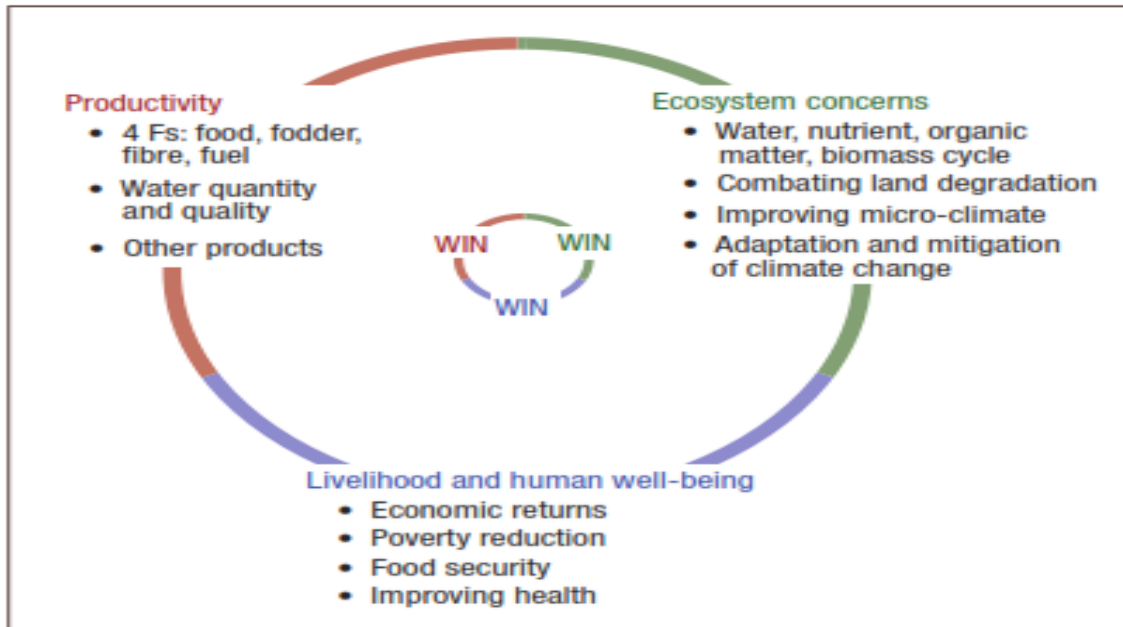 Productivity
• 4 Fs: food, fodder,
fibre, fuel
• Water quantity
and quality
• Other products
Ecosystem concerns
• Water, nutrient, organic
matter, biomass cycle
• Combating land degradation
• Improving micro-climate
• Adaptation and mitigation
of climate change
WIN
WIN
WIN
Livelihood and human well-being
• Economic returns
• Poverty reduction
• Food security
• Improving health